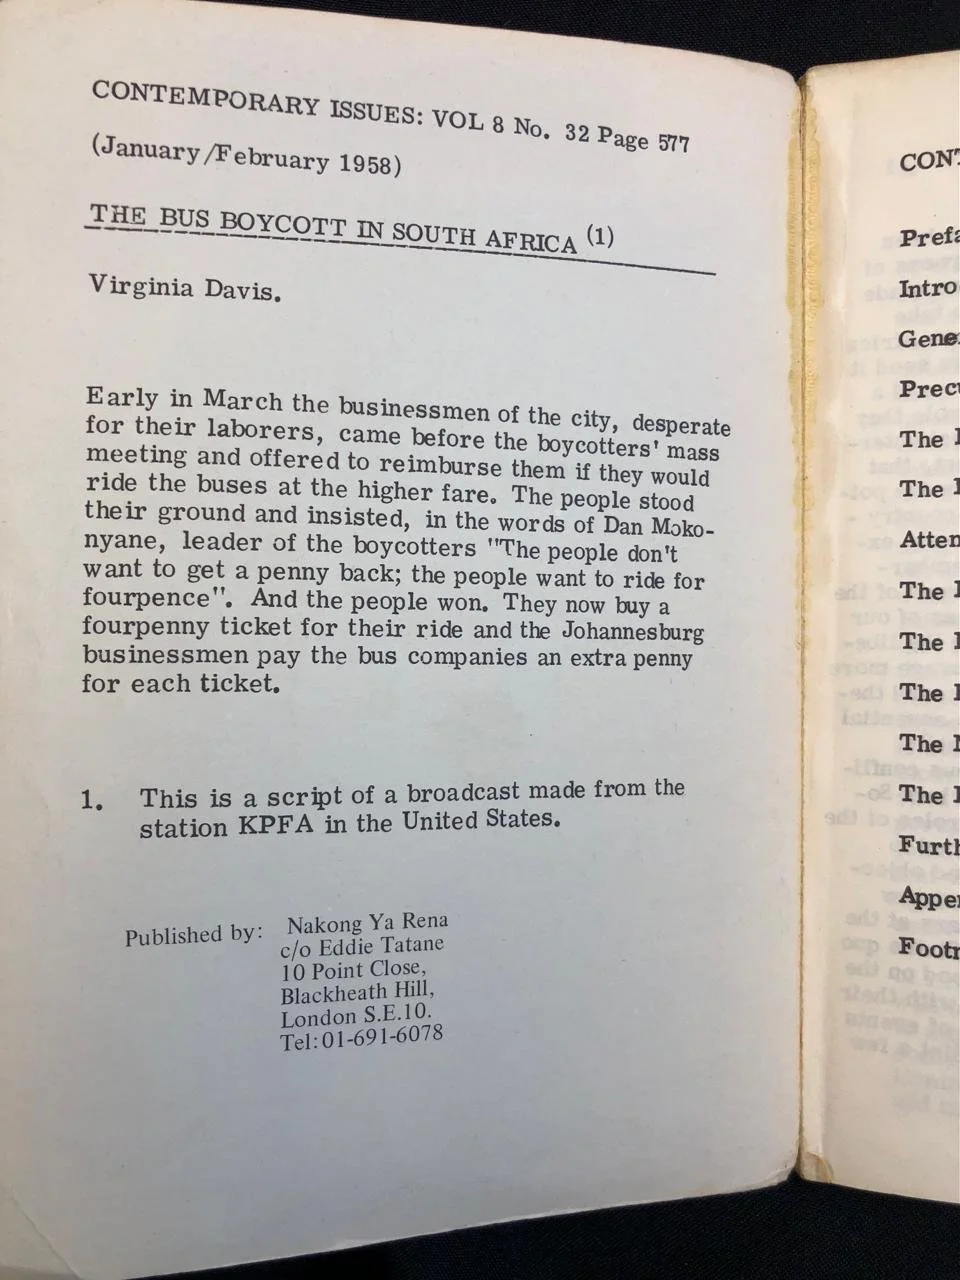 CONTEMPORARY ISSUES: VOL 8 No. 32 Page 577
(January/February 1958)
THE BUS BOYCOTT IN SOUTH AFRICA (1)
Virginia Davis.
Early in March the businessmen of the city, desperate
for their laborers, came before the boycotters' mass
meeting and offered to reimburse them if they would
ride the buses at the higher fare. The people stood
their ground and insisted, in the words of Dan Moko-
nyane, leader of the boycotters "The people don't
want to get a penny back; the people want to ride for
fourpence". And the people won. They now buy a
fourpenny ticket for their ride and the Johannesburg
businessmen pay the bus companies an extra penny
for each ticket.
1. This is a script of a broadcast made from the
station KPFA in the United States.
Published by: Nakong Ya Rena
c/o Eddie Tatane
10 Point Close,
Blackheath Hill,
London S.E.10.
Tel:01-691-6078
CONT
Prefa
Intro
Gene
Precu
The
The
Atten
The
The
The
The
The
Furth
Appe
Footn